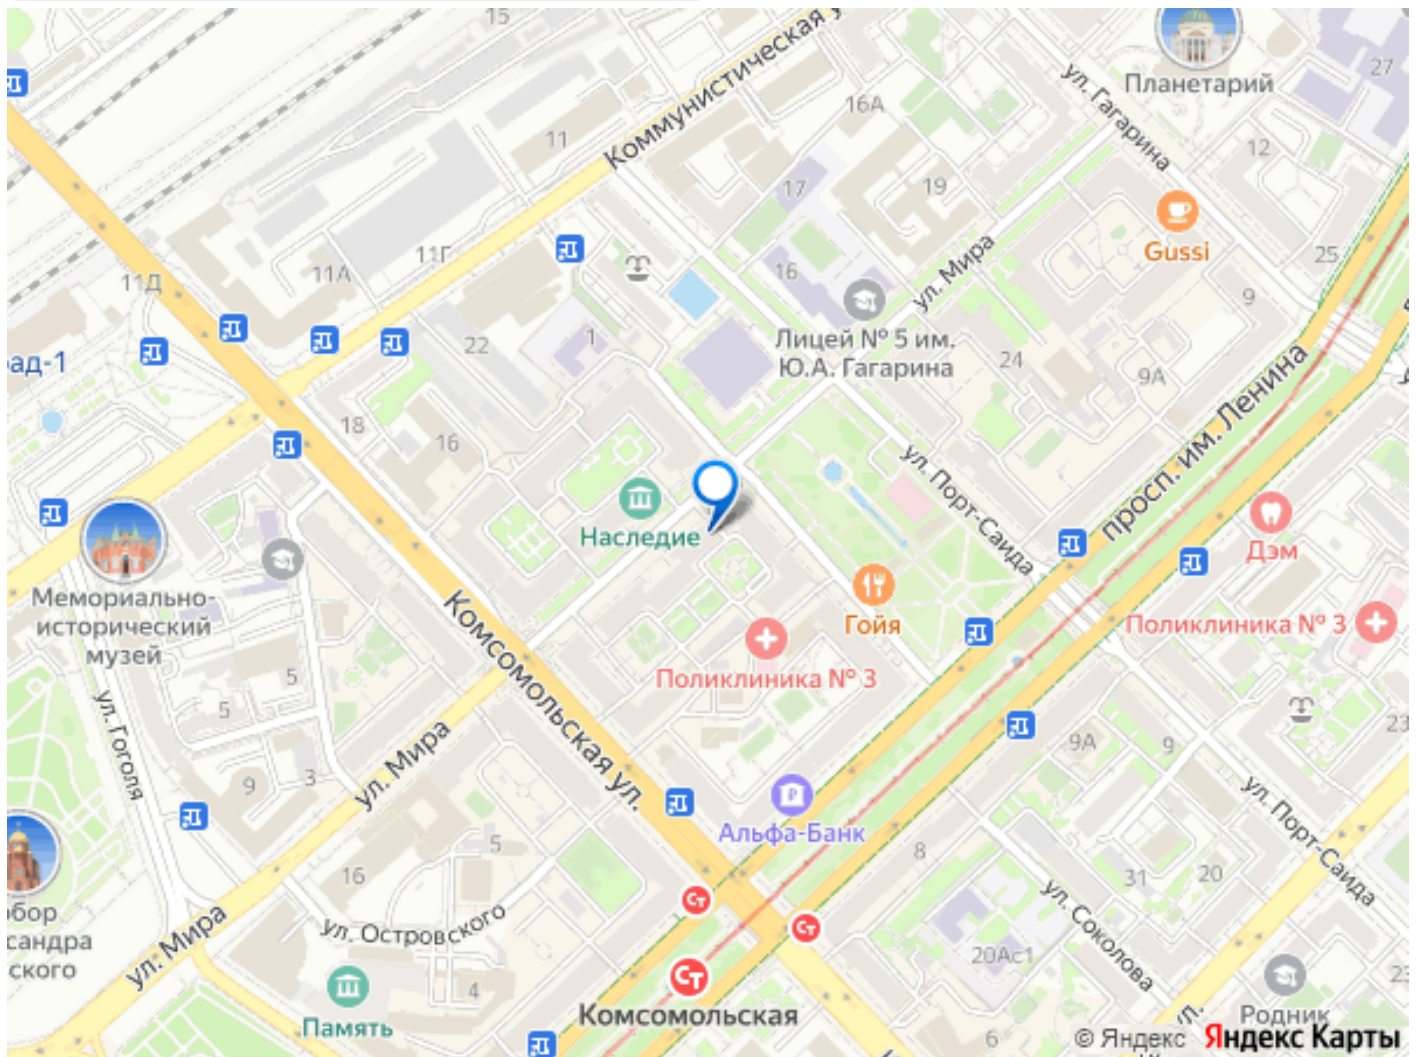 15
Коммунистическая у
ул. Гагарина
Планетарий
27
16А
11
12
17
19
Gussi
11Г
11А
11Д
25
16
ул. Мира
9
1
22
Лицей № 5 им.
Ю.А. Гагарина
24
9А
ад-1
просп. им. Ленина
18
16
ул. Порт-Саида
Наследие
Дэм
Мемориально-
исторический
музей
Комсомольская ул.
Гойя
Поликлиника № 3
Поликлиника № 3
5
5
ул. Гоголя
ул. Мира
9
3
9А
9
23
Альфа-Банк
ул. Порт-Саида
5
8
16
31
20
ул. Соколова
обор
сандра
ского
ул. Мира
ул. Островского
20Ас1
23
4
Память
Комсомольская
Родник
6
ул.
© Яндекс Яндекс Карты